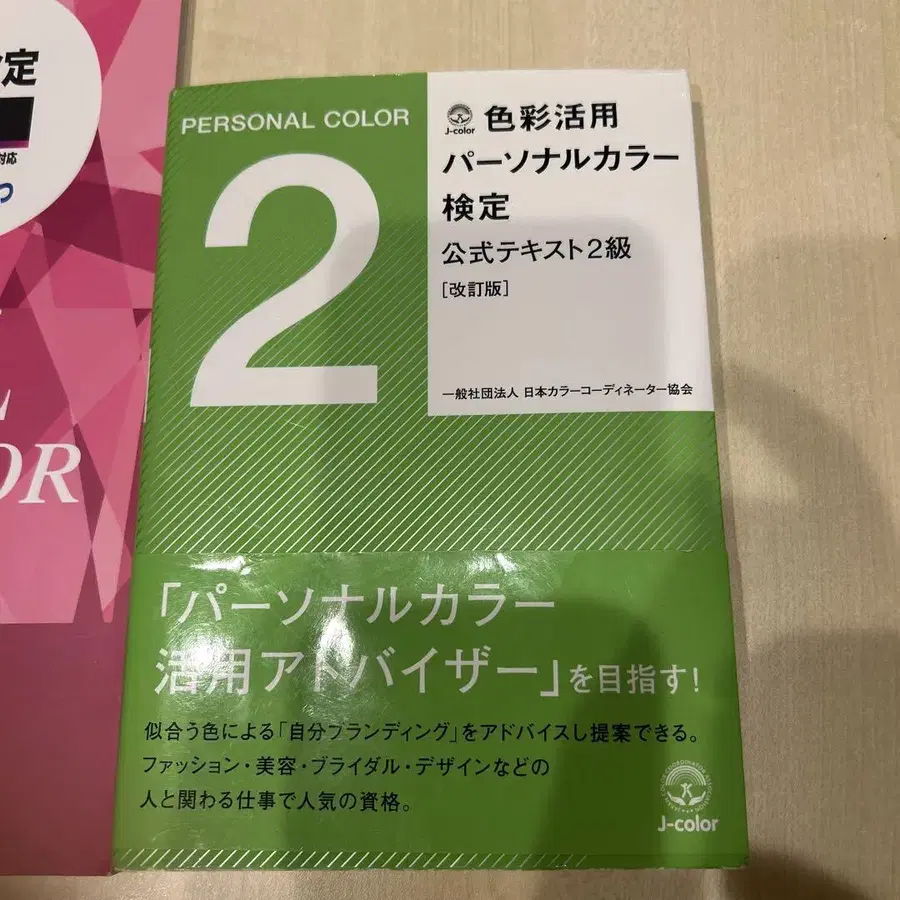 定
対応
OR
PERSONAL COLOR
2
J-color
色彩活用
パーソナルカラー
検定
公式テキスト2級
[改訂版]
一般社団法人 日本カラーコーディネーター協会
「パーソナルカラー
活用アドバイザー」を目指す!
似合う色による「自分ブランディング」をアドバイスし提案できる。
ファッション・美容・ブライダル・デザインなどの
人と関わる仕事で人気の資格。
J-color